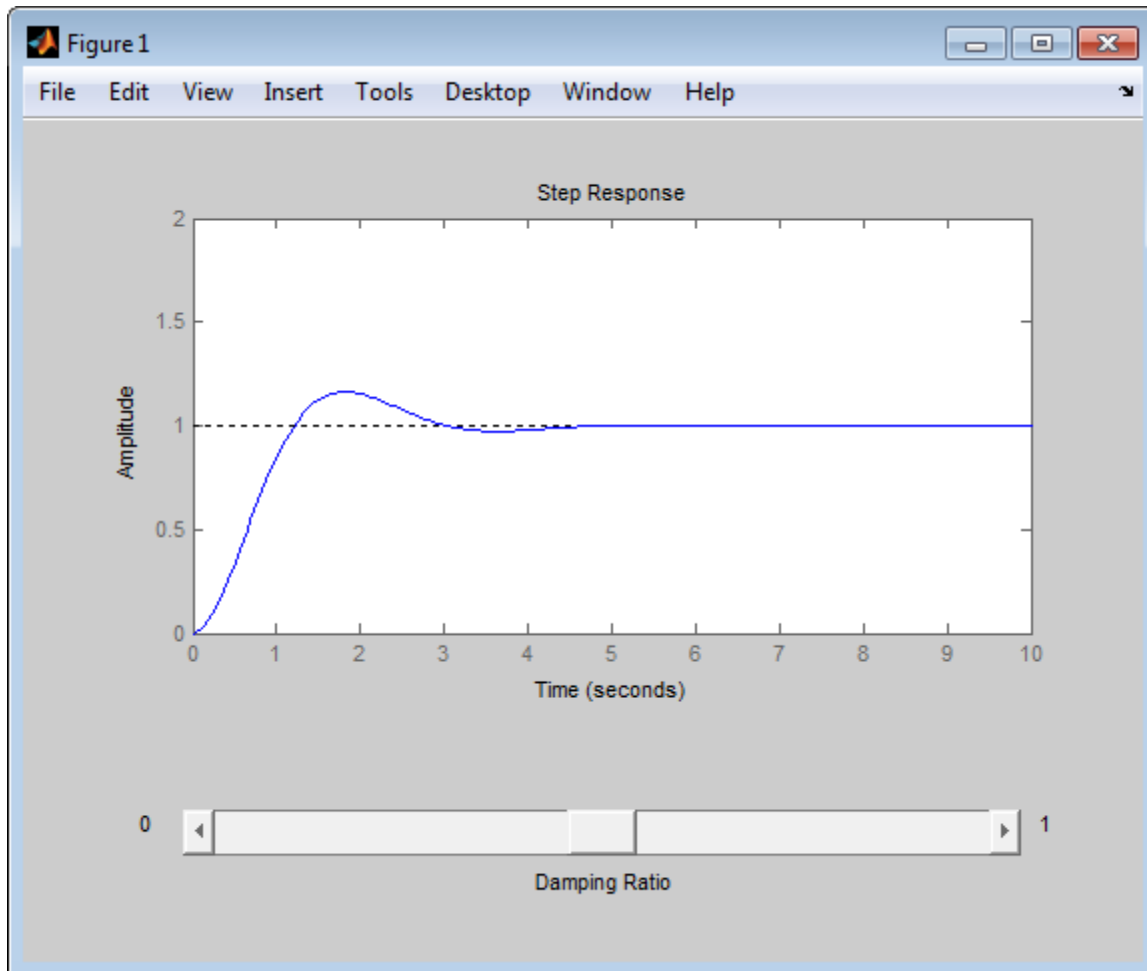 Figure 1
File Edit View Insert Tools Desktop Window Help
Step Response
2
1.5
1
0.5
0
Amplitude
0 1 2 3 4 5 6 7 8 9 10
Time (seconds)
0 1
Damping Ratio